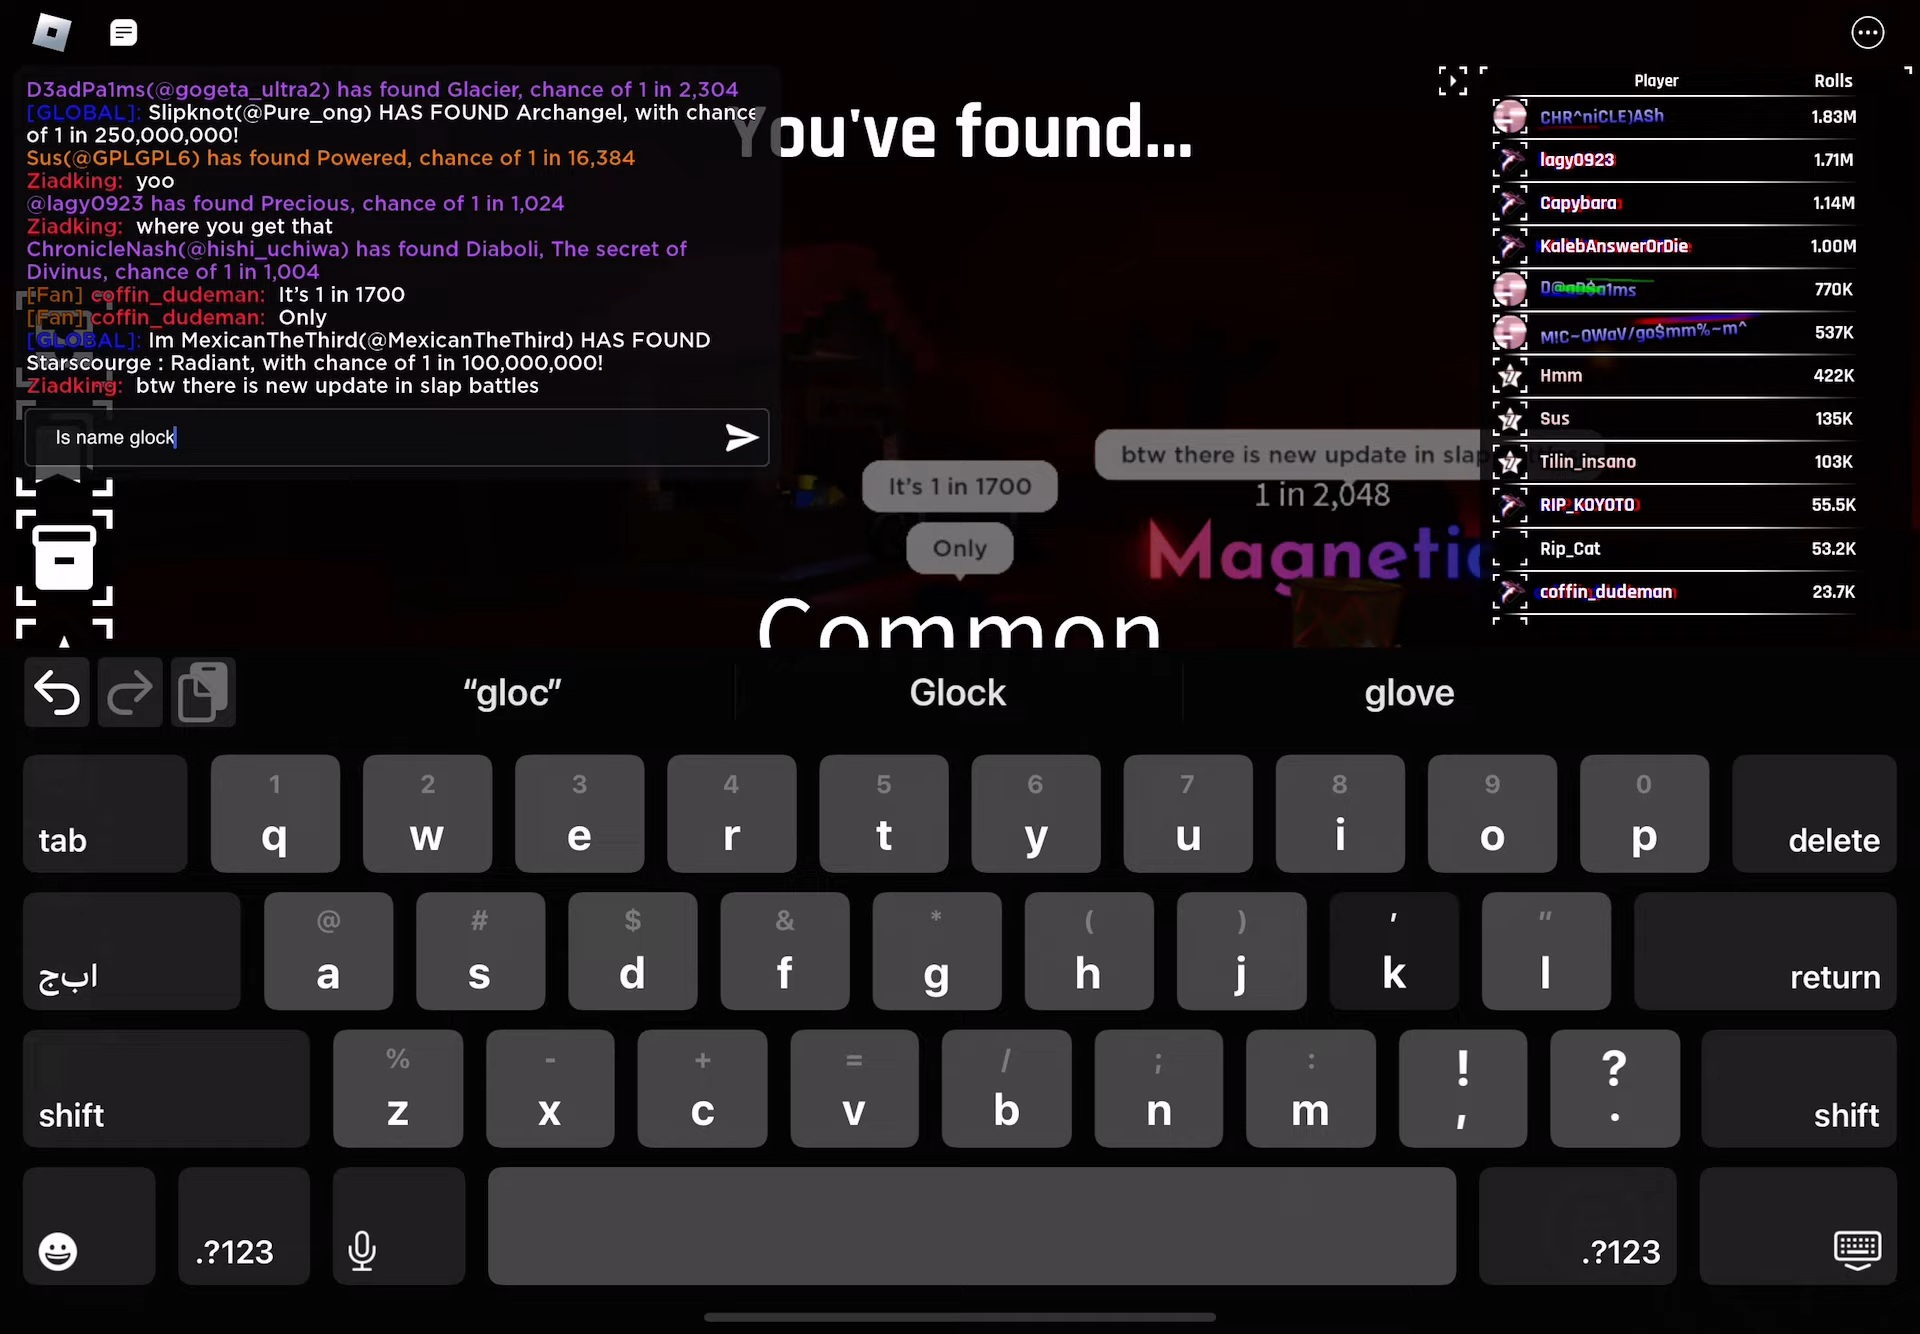 D3adPa1ms(@gogeta_ultra2) has found Glacier, chance of 1 in 2,304
[GLOBAL]: Slipknot(@Pure_ong) HAS FOUND Archangel, with chance
of 1 in 250,000,000!
Sus(@GPLGPL6) has found Powered, chance of 1 in 16,384
Ziadking: yoo
@lagy0923 has found Precious, chance of 1 in 1,024
Ziadking: where you get that
ChronicleNash(@hishi_uchiwa) has found Diaboli, The secret of
Divinus, chance of 1 in 1,004
[Fan] coffin_dudeman: It's 1 in 1700
[Fan] coffin_dudeman: Only
[GLOBAL]: Im MexicanTheThird(@MexicanTheThird) HAS FOUND
Starscourge : Radiant, with chance of 1 in 100,000,000!
Ziadking: btw there is new update in slap battles
Is name glock
You've found...
It's 1 in 1700
Only
btw there is new update in slap
1 in 2,048
Magnetic
Common
Player Rolls
CHR^niCLE)ASh 1.83M
lagy0923 1.71M
Capybara 1.14M
KalebAnswerOrDie 1.00M
770K
537K
Hmm 422K
Sus 135K
Tilin_insano 103K
RIP_KOYOTO 55.5K
Rip_Cat 53.2K
coffin_dudeman 23.7K
“gloc” Glock glove
1 2 3 4 5 6 7 8 9 0
tab q w e r t y u i o p delete
@ # $ & * ( ) ' "
ابج a s d f g h j k l return
% - + = / ; : ! ?
shift z x c v b n m , . shift
.?123 .?123